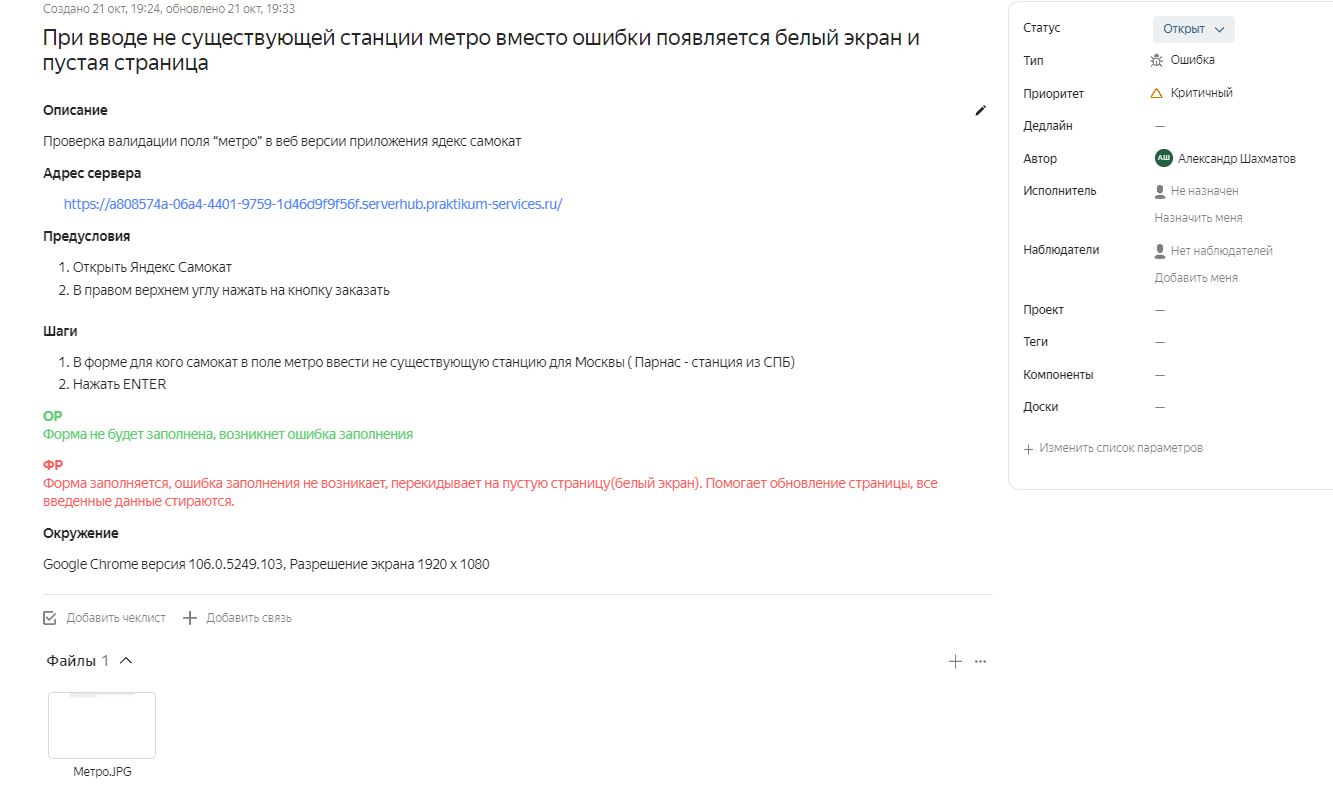 Создано 21 окт, 19:24, обновлено 21 окт, 19:33
При вводе не существующей станции метро вместо ошибки появляется белый экран и
пустая страница
Описание
Проверка валидации поля “метро” в веб версии приложения ядекс самокат
Адрес сервера
https://a808574a-06a4-4401-9759-1d46d9f9f56f.serverhub.praktikum-services.ru/
Предусловия
1. Открыть Яндекс Самокат
2. В правом верхнем углу нажать на кнопку заказать
Шаги
1. В форме для кого самокат в поле метро ввести не существующую станцию для Москвы ( Парнас - станция из СПБ)
2. Нажать ENTER
ОР
Форма не будет заполнена, возникнет ошибка заполнения
ФР
Форма заполняется, ошибка заполнения не возникает, перекидывает на пустую страницу(белый экран). Помогает обновление страницы, все
введенные данные стираются.
Окружение
Google Chrome версия 106.0.5249.103, Разрешение экрана 1920 x 1080
Добавить чеклист
Добавить связь
Файлы 1
Метро.JPG
Статус
Открыт
Тип
Ошибка
Приоритет
Критичный
Дедлайн
—
Автор
АШ Александр Шахматов
Исполнитель
Не назначен
Назначить меня
Наблюдатели
Нет наблюдателей
Добавить меня
Проект
—
Теги
—
Компоненты
—
Доски
—
Изменить список параметров